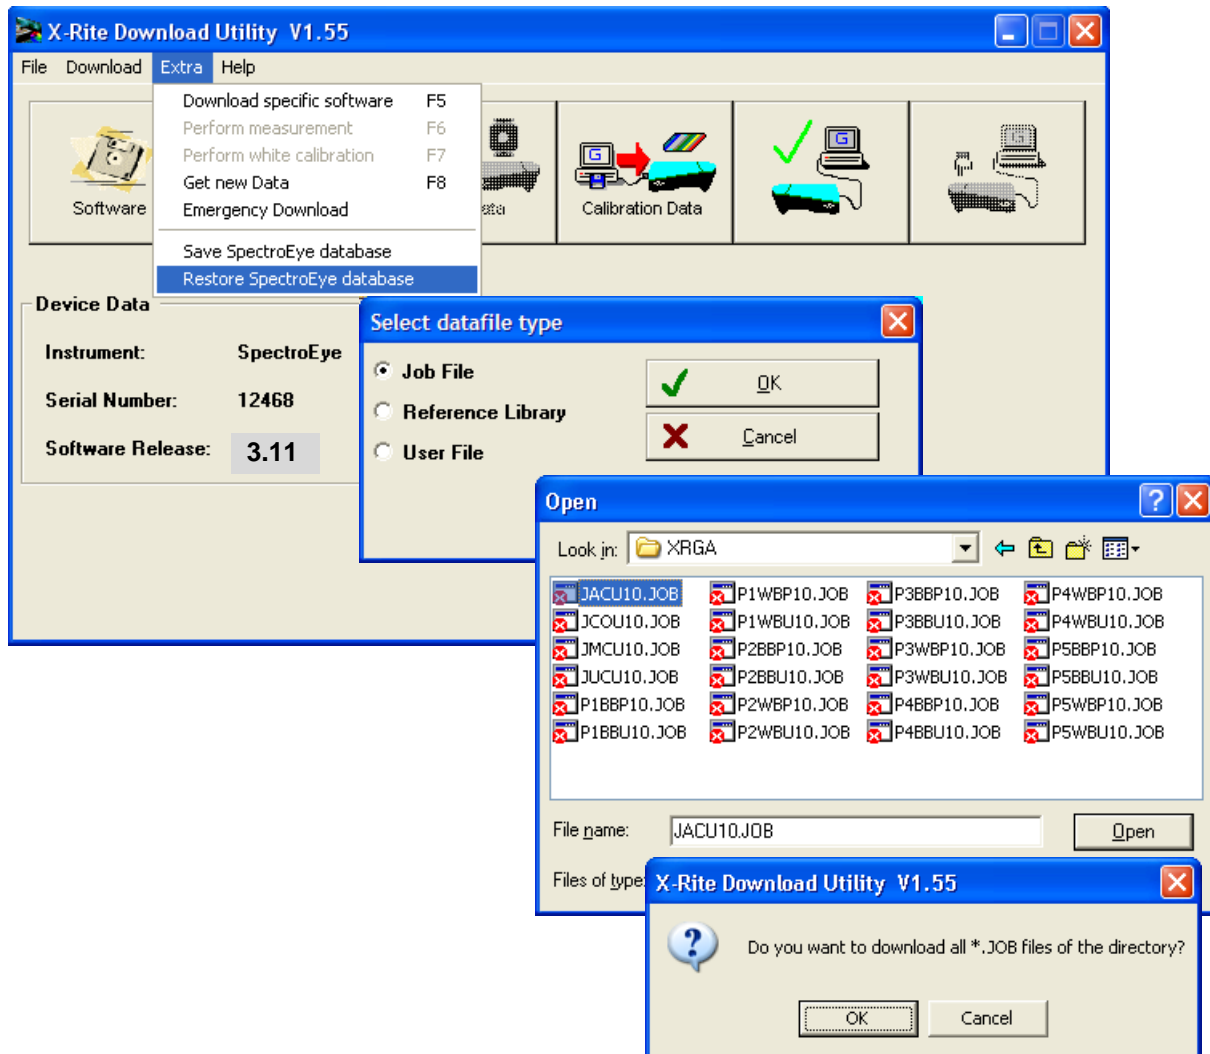 X-Rite Download Utility V1.55
File Download Extra Help
Download specific software F5
Perform measurement F6
Perform white calibration F7
Get new Data F8
Emergency Download
Save SpectroEye database
Restore SpectroEye database
Software
Calibration Data
G
G
G
Device Data
Instrument: SpectroEye
Serial Number: 12468
Software Release: 3.11
Select datafile type
Job File
Reference Library
User File
OK
Cancel
Open
Look in: XRGA
JACU10.JOB P1WBP10.JOB P3BBP10.JOB P4WBP10.JOB
JCOU10.JOB P1WBU10.JOB P3BBU10.JOB P4WBU10.JOB
JMCU10.JOB P2BBP10.JOB P3WBP10.JOB P5BBP10.JOB
JUCU10.JOB P2BBU10.JOB P3WBU10.JOB P5BBU10.JOB
P1BBP10.JOB P2WBP10.JOB P4BBP10.JOB P5WBP10.JOB
P1BBU10.JOB P2WBU10.JOB P4BBU10.JOB P5WBU10.JOB
File name: JACU10.JOB Open
Files of type:
X-Rite Download Utility V1.55
Do you want to download all *.JOB files of the directory?
OK Cancel